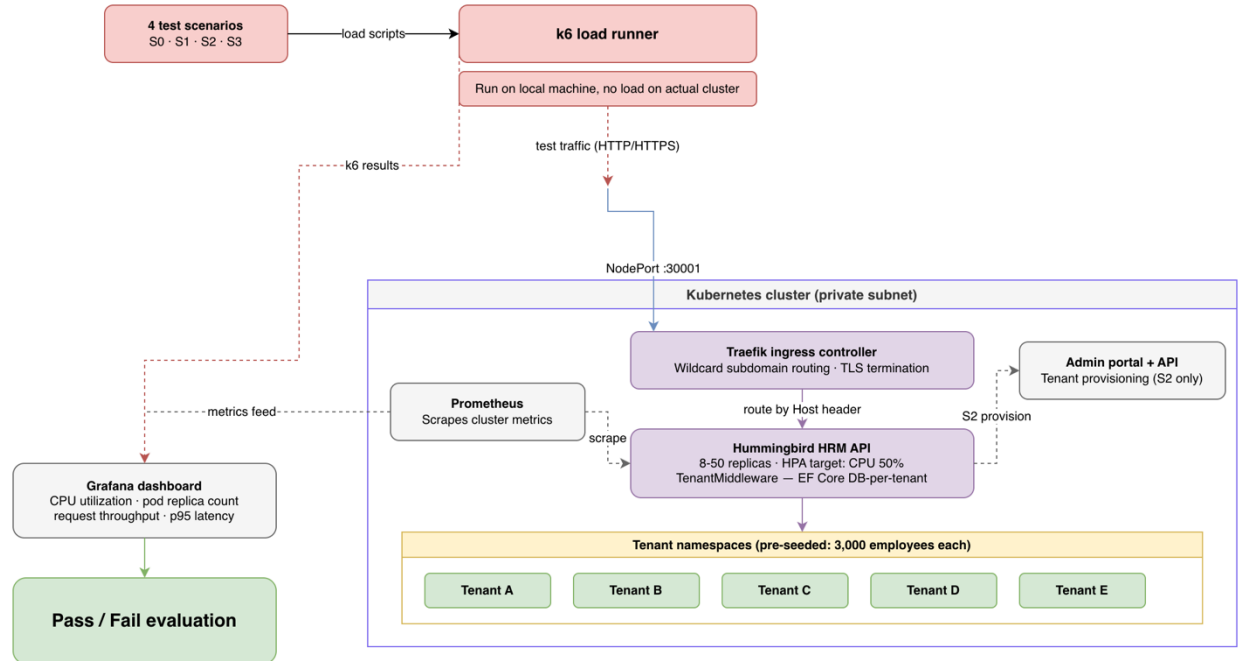 4 test scenarios
S0 · S1 · S2 · S3
load scripts
k6 load runner
Run on local machine, no load on actual cluster
test traffic (HTTP/HTTPS)
k6 results
NodePort :30001
Kubernetes cluster (private subnet)
Traefik ingress controller
Wildcard subdomain routing · TLS termination
Admin portal + API
Tenant provisioning (S2 only)
Prometheus
Scrapes cluster metrics
metrics feed
route by Host header
S2 provision
scrape
Hummingbird HRM API
8-50 replicas · HPA target: CPU 50%
TenantMiddleware — EF Core DB-per-tenant
Grafana dashboard
CPU utilization · pod replica count
request throughput · p95 latency
Tenant namespaces (pre-seeded: 3,000 employees each)
Tenant A
Tenant B
Tenant C
Tenant D
Tenant E
Pass / Fail evaluation